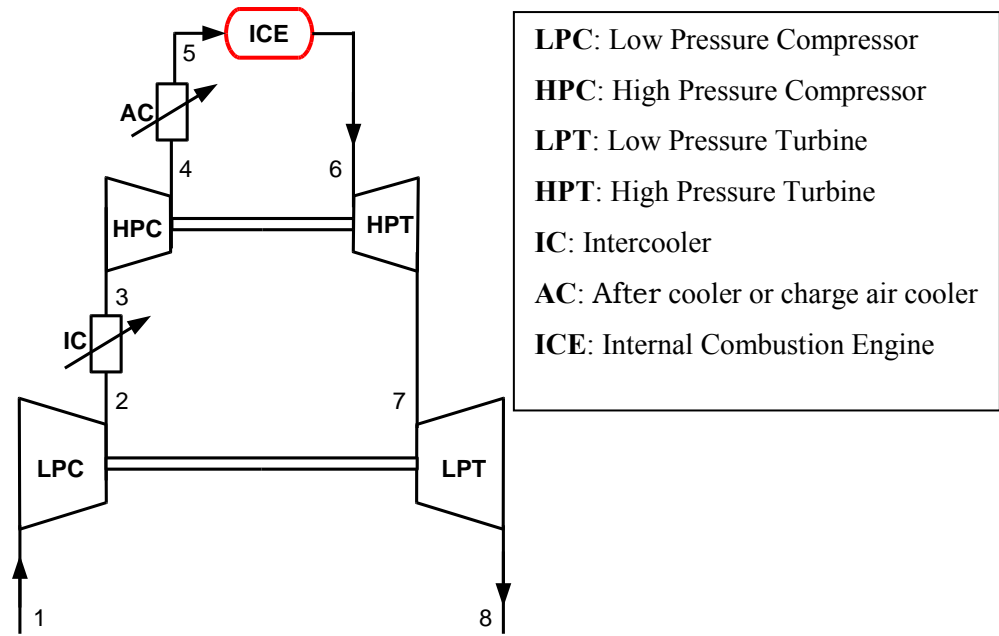 5
ICE
AC
4
6
HPC
HPT
3
IC
2
7
LPC
LPT
1
8
LPC: Low Pressure Compressor
HPC: High Pressure Compressor
LPT: Low Pressure Turbine
HPT: High Pressure Turbine
IC: Intercooler
AC: After cooler or charge air cooler
ICE: Internal Combustion Engine